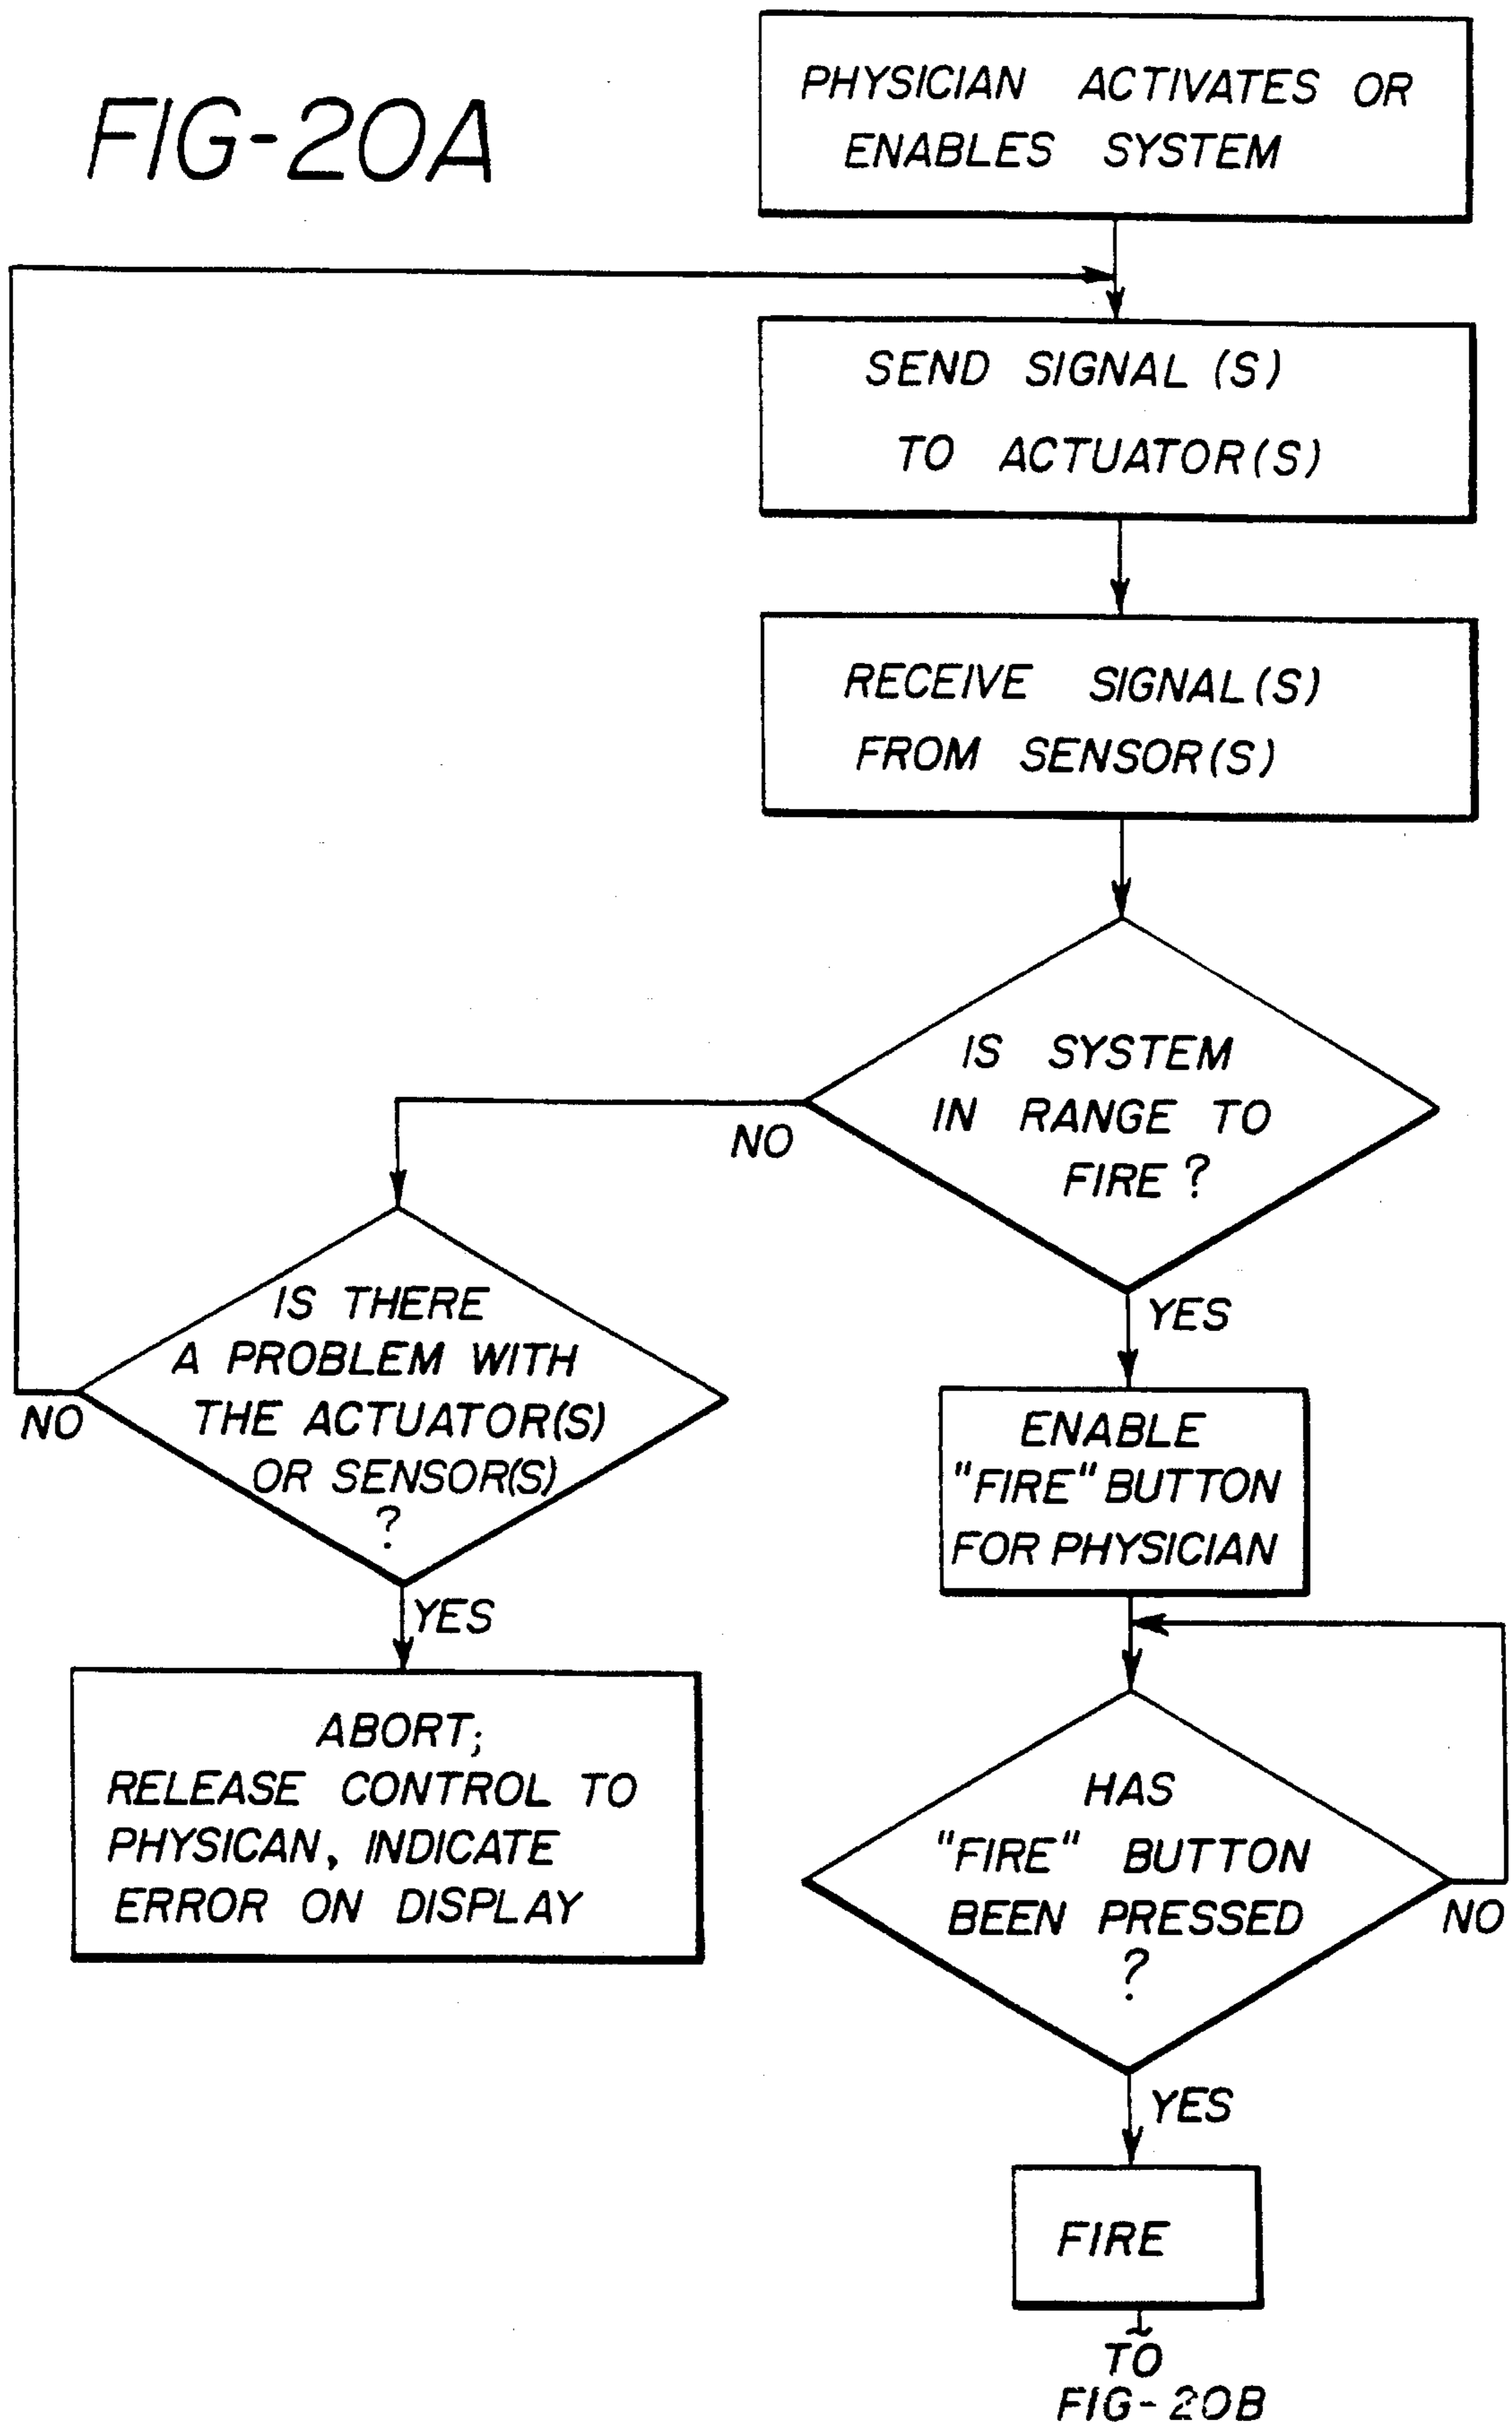 FIG-20A
PHYSICIAN ACTIVATES OR
ENABLES SYSTEM
SEND SIGNAL (S)
TO ACTUATOR(S)
RECEIVE SIGNAL(S)
FROM SENSOR(S)
IS SYSTEM
IN RANGE TO
FIRE ?
NO
YES
IS THERE
A PROBLEM WITH
THE ACTUATOR(S)
OR SENSOR(S)
?
NO
YES
ABORT;
RELEASE CONTROL TO
PHYSICAN, INDICATE
ERROR ON DISPLAY
ENABLE
"FIRE" BUTTON
FOR PHYSICIAN
HAS
"FIRE" BUTTON
BEEN PRESSED
?
NO
YES
FIRE
TO
FIG-20B